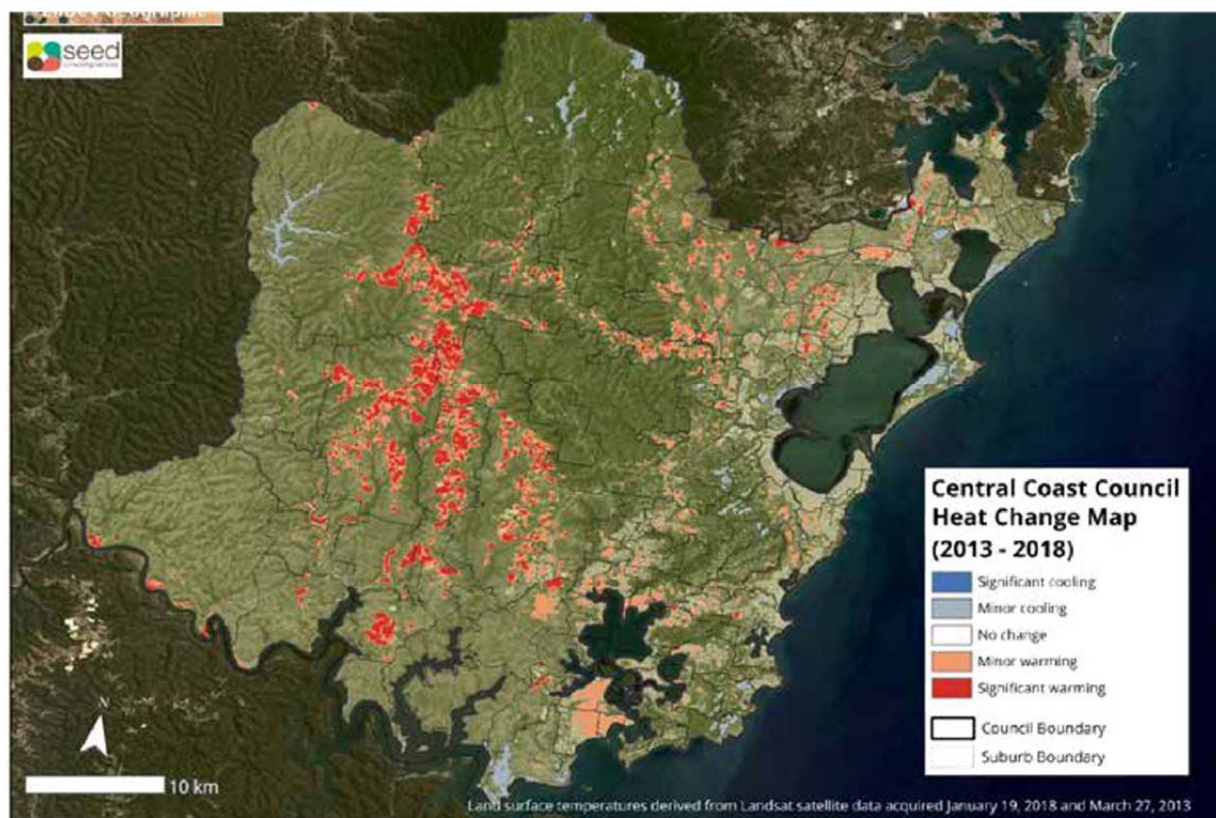 seed
Central Coast Council
Heat Change Map
(2013 - 2018)
Significant cooling
Minor cooling
No change
Minor warming
Significant warming
Council Boundary
Suburb Boundary
N
10 km
Land surface temperatures derived from Landsat satellite data acquired January 19, 2018 and March 27, 2013